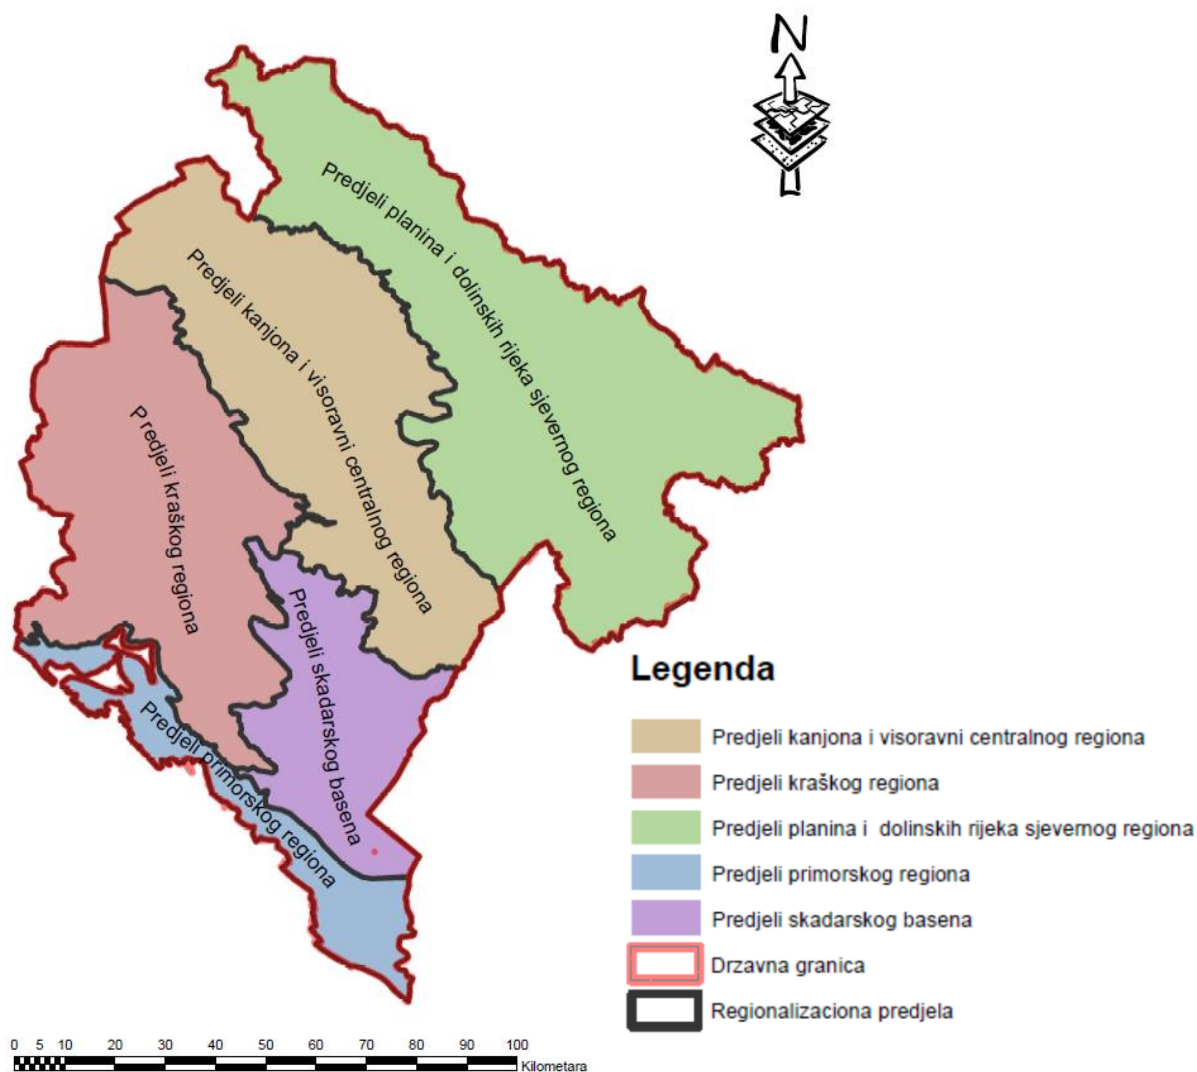 N
Predjeli planina i dolinskih rijeka sjevernog regiona
Predjeli kanjona i visoravni centralnog regiona
Predjeli kraškog regiona
Predjeli skadarskog basena
Predjeli primorskog regiona
Legenda
Predjeli kanjona i visoravni centralnog regiona
Predjeli kraškog regiona
Predjeli planina i dolinskih rijeka sjevernog regiona
Predjeli primorskog regiona
Predjeli skadarskog basena
Drzavna granica
Regionalizaciona predjela
0 5 10 20 30 40 50 60 70 80 90 100
Kilometara